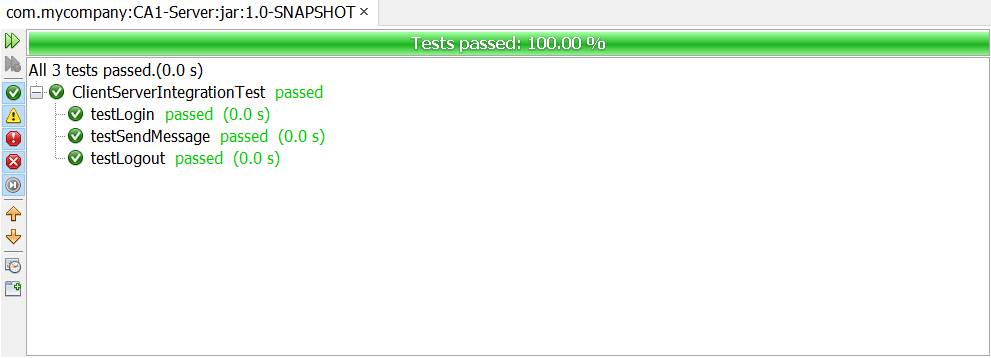 com.mycompany:CA1-Server:jar:1.0-SNAPSHOT ×
Tests passed: 100.00 %
All 3 tests passed.(0.0 s)
ClientServerIntegrationTest passed
testLogin passed (0.0 s)
testSendMessage passed (0.0 s)
testLogout passed (0.0 s)